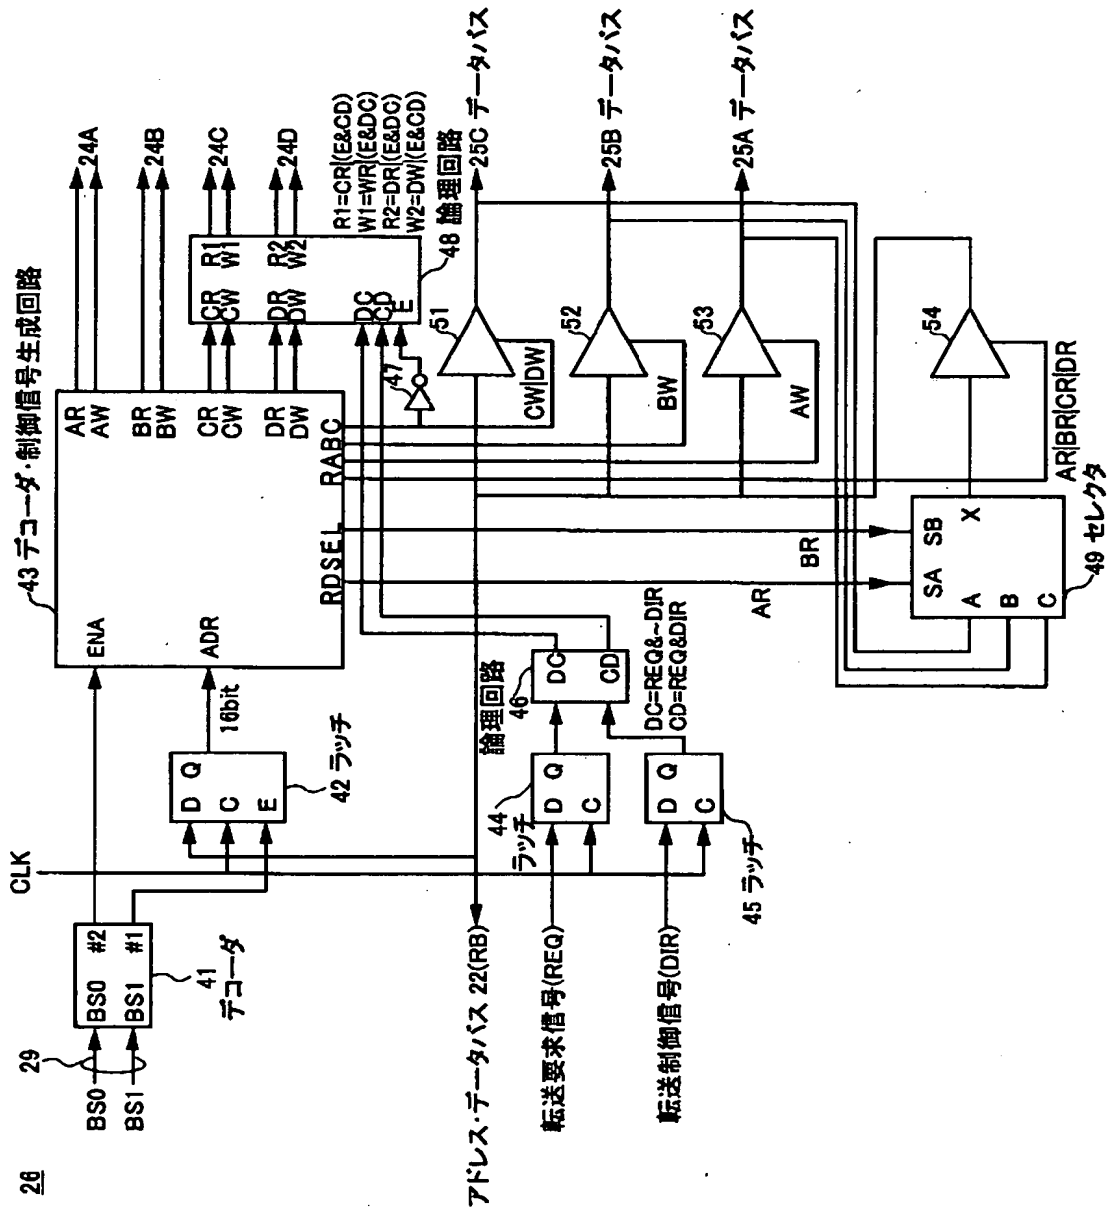 26
29
BS0
BS1
BS0 #2
BS1 #1
41
デコーダ
CLK
D Q
C
E
42 ラッチ
16bit
43 デコーダ・制御信号生成回路
ENA
ADR
AR
AW
BR
BW
CR
CW
DR
DW
RABC
RDSEL
24A
24B
24C
24D
CR R1
CW W1
DR R2
DW W2
DC
CD
E
R1=CR|(E&CD)
W1=WR|(E&DC)
R2=DR|(E&DC)
W2=DW|(E&CD)
48 論理回路
47
アドレス・データバス 22(RB)
転送要求信号(REQ)
転送制御信号(DIR)
44
ラッチ
D Q
C
D Q
C
45 ラッチ
論理回路
46
DC
CD
DC=REQ&~DIR
CD=REQ&DIR
51
CW|DW
25C データバス
52
BW
25B データバス
53
AW
25A データバス
54
AR|BR|CR|DR
AR
BR
SA SB
A X
B
C
49 セレクタ